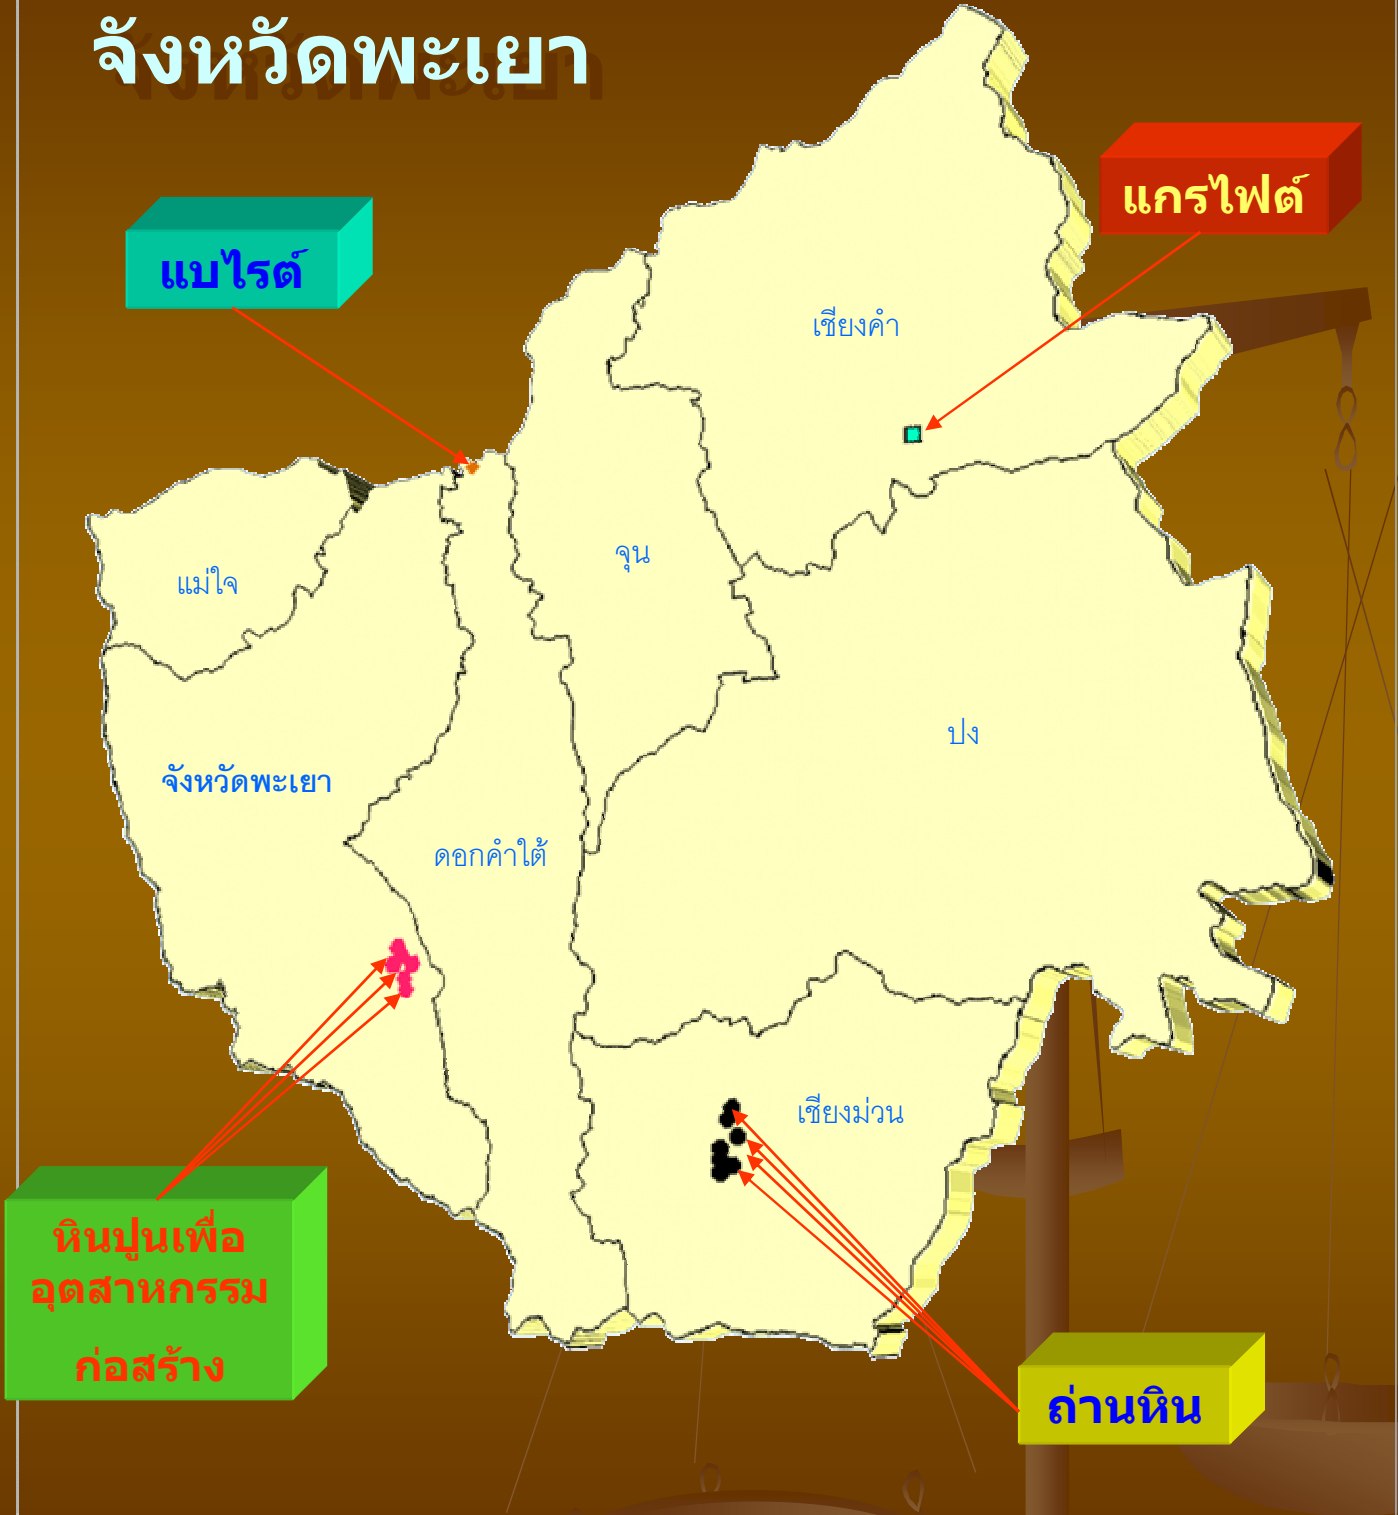 จังหวัดพะเยา
แกรไฟต์
แบไรต์
เชียงคำ
จุน
แม่ใจ
ปง
จังหวัดพะเยา
ดอกคำใต้
เชียงม่วน
หินปูนเพื่อ
อุตสาหกรรม
ก่อสร้าง
ถ่านหิน